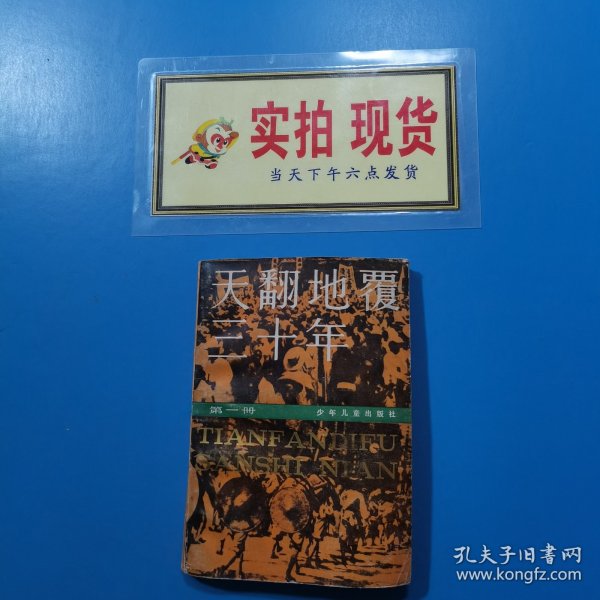 实拍 现货
当天下午六点发货
天翻地覆
三十年
第一册
少年儿童出版社
TIANFANDIFU
SANSHI NIAN
孔夫子旧書网
www.kongfz.com